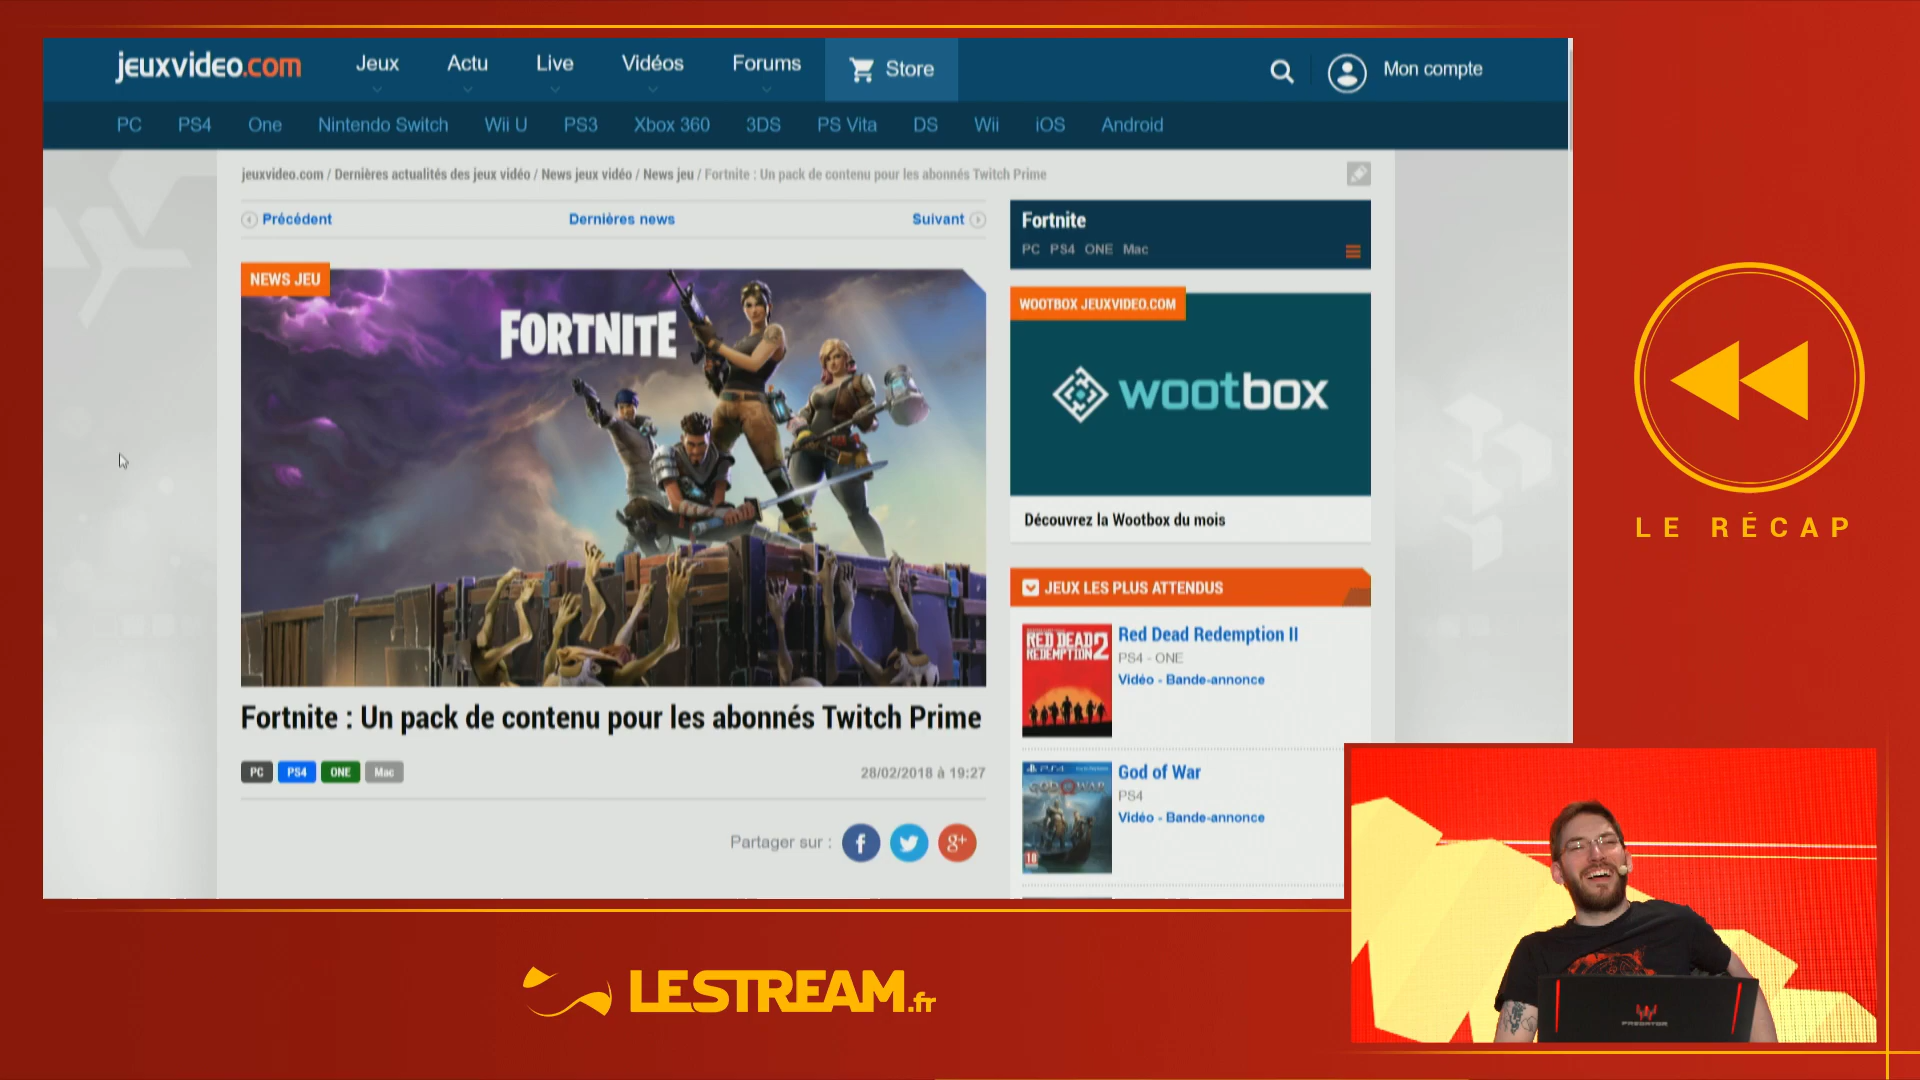 jeuxvideo.com
Jeux Actu Live Vidéos Forums Store
Mon compte
PC PS4 One Nintendo Switch Wii U PS3 Xbox 360 3DS PS Vita DS Wii iOS Android
jeuxvideo.com / Dernières actualités des jeux vidéo / News jeux vidéo / News jeu / Fortnite : Un pack de contenu pour les abonnés Twitch Prime
Précédent Dernières news Suivant
NEWS JEU
FORTNITE
Fortnite : Un pack de contenu pour les abonnés Twitch Prime
PC PS4 ONE Mac
28/02/2018 à 19:27
Partager sur :
f
g+
Fortnite
PC PS4 ONE Mac
WOOTBOX JEUXVIDEO.COM
wootbox
Découvrez la Wootbox du mois
JEUX LES PLUS ATTENDUS
RED DEAD
REDEMPTION 2
Red Dead Redemption II
PS4 - ONE
Vidéo - Bande-annonce
PS4
GOD OF WAR
18
God of War
PS4
Vidéo - Bande-annonce
LE RÉCAP
PREDATOR
LESTREAM.fr